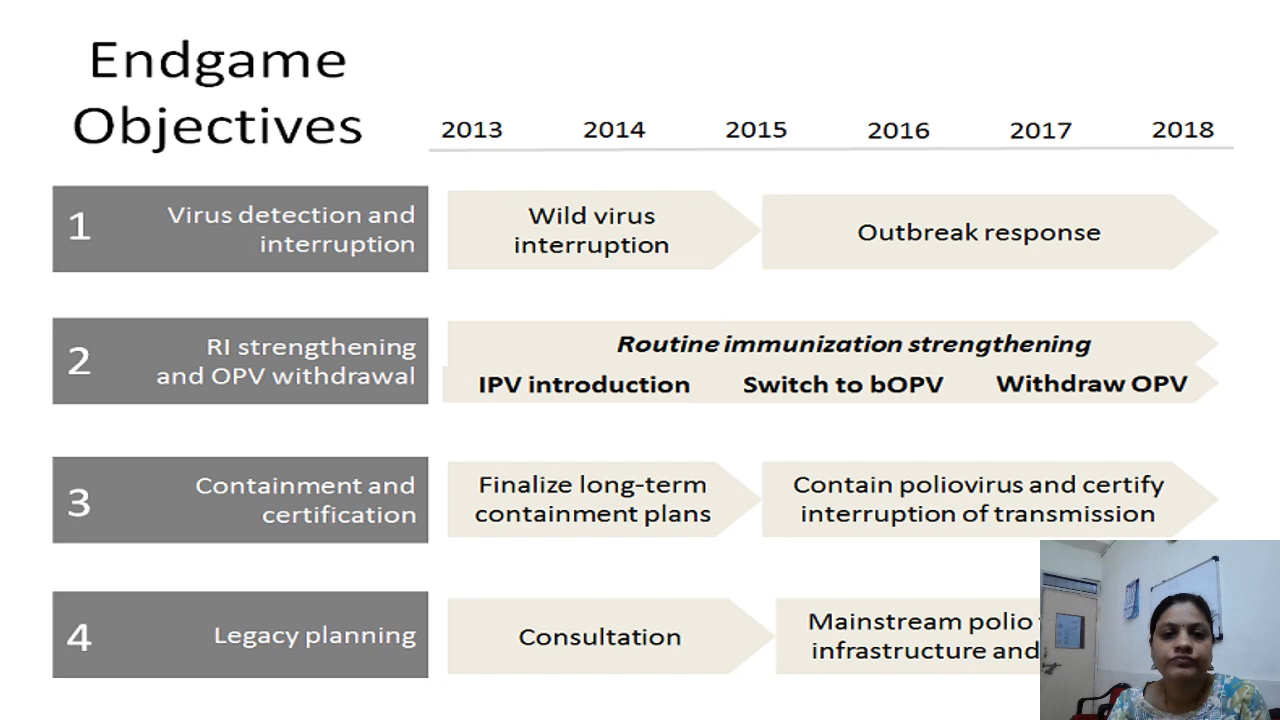 Endgame
Objectives
2013 2014 2015 2016 2017 2018
1
Virus detection and
interruption
Wild virus
interruption
Outbreak response
2
RI strengthening
and OPV withdrawal
Routine immunization strengthening
IPV introduction Switch to bOPV Withdraw OPV
3
Containment and
certification
Finalize long-term
containment plans
Contain poliovirus and certify
interruption of transmission
4
Legacy planning
Consultation
Mainstream polio
infrastructure and